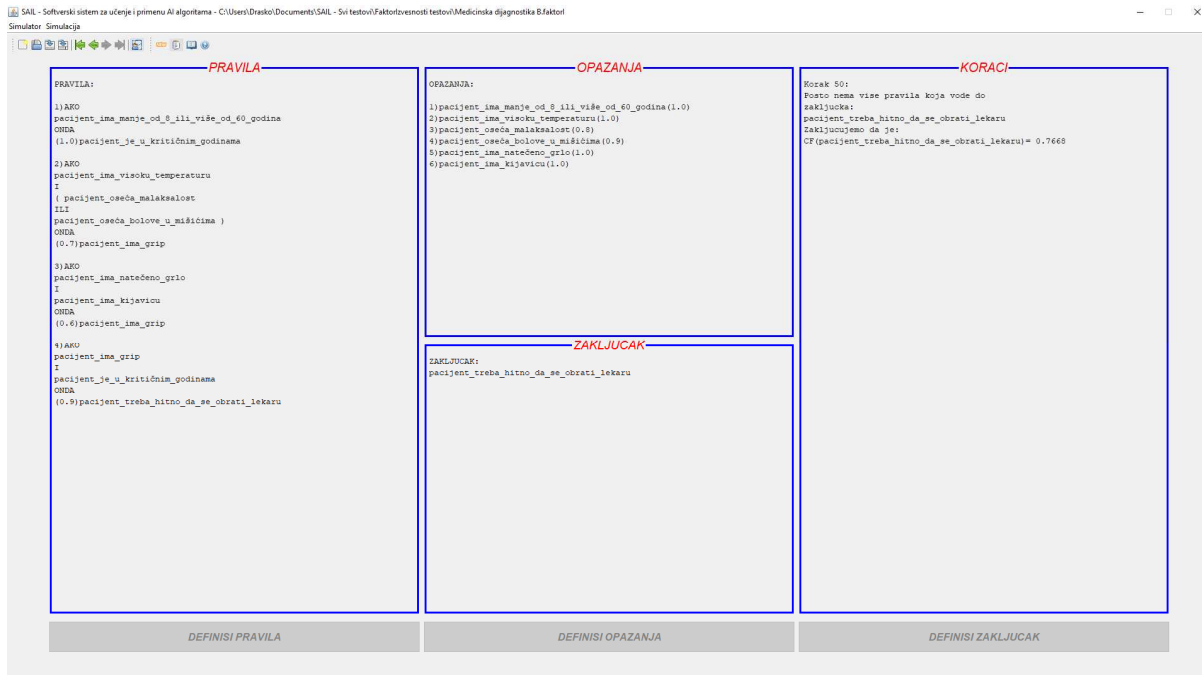 SAIL - Softverski sistem za učenje i primenu AI algoritama - C:\Users\Drasko\Documents\SAIL - Svi testovi\FaktorIzvesnosti testovi\Medicinska dijagnostika B.faktorI
Simulator Simulacija
PRAVILA
PRAVILA:
1)AKO
pacijent_ima_manje_od_8_ili_više_od_60_godina
ONDA
(1.0)pacijent_je_u_kritičnim_godinama
2)AKO
pacijent_ima_visoku_temperaturu
I
( pacijent_oseća_malaksalost
ILI
pacijent_oseća_bolove_u_mišićima )
ONDA
(0.7)pacijent_ima_grip
3)AKO
pacijent_ima_natečeno_grlo
I
pacijent_ima_kijavicu
ONDA
(0.6)pacijent_ima_grip
4)AKO
pacijent_ima_grip
I
pacijent_je_u_kritičnim_godinama
ONDA
(0.9)pacijent_treba_hitno_da_se_obrati_lekaru
OPAZANJA
OPAZANJA:
1)pacijent_ima_manje_od_8_ili_više_od_60_godina(1.0)
2)pacijent_ima_visoku_temperaturu(1.0)
3)pacijent_oseća_malaksalost(0.8)
4)pacijent_oseća_bolove_u_mišićima(0.9)
5)pacijent_ima_natečeno_grlo(1.0)
6)pacijent_ima_kijavicu(1.0)
ZAKLJUCAK
ZAKLJUCAK:
pacijent_treba_hitno_da_se_obrati_lekaru
KORACI
Korak 50:
Posto nema vise pravila koja vode do
zakljucka:
pacijent_treba_hitno_da_se_obrati_lekaru
Zakljucujemo da je:
CF(pacijent_treba_hitno_da_se_obrati_lekaru)= 0.7668
DEFINISI PRAVILA
DEFINISI OPAZANJA
DEFINISI ZAKLJUCAK